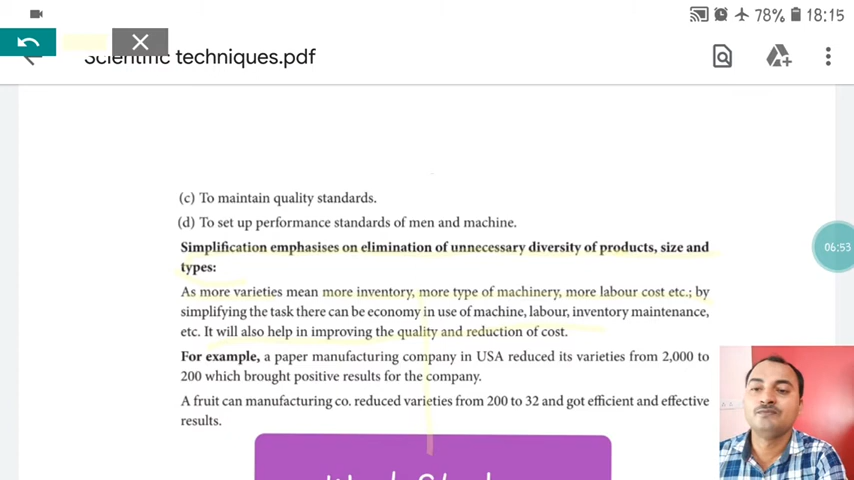 78% 18:15
Scientific techniques.pdf
(c) To maintain quality standards.
(d) To set up performance standards of men and machine.
Simplification emphasises on elimination of unnecessary diversity of products, size and
types:
As more varieties mean more inventory, more type of machinery, more labour cost etc.; by
simplifying the task there can be economy in use of machine, labour, inventory maintenance,
etc. It will also help in improving the quality and reduction of cost.
For example, a paper manufacturing company in USA reduced its varieties from 2,000 to
200 which brought positive results for the company.
A fruit can manufacturing co. reduced varieties from 200 to 32 and got efficient and effective
results.
06:53